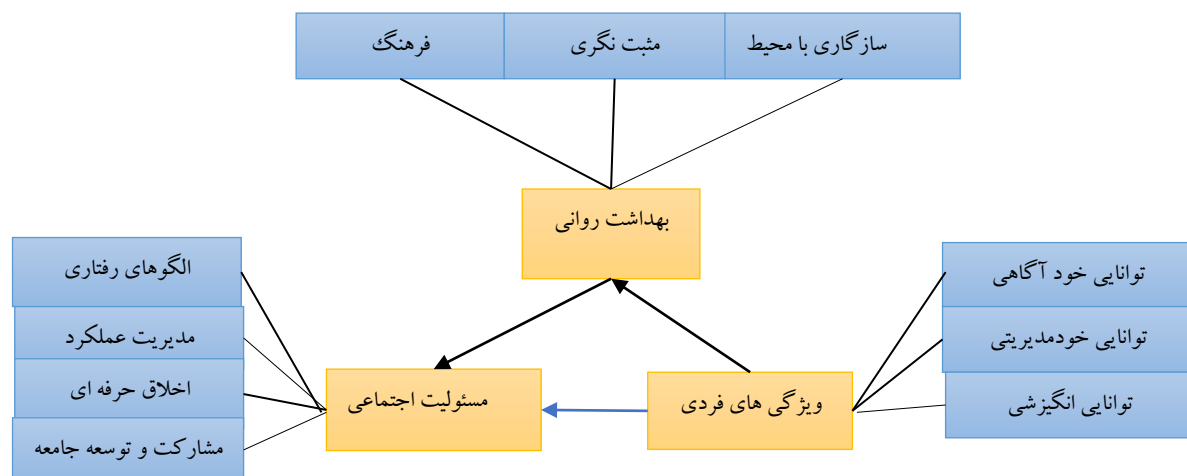 سازگاری با محیط
مثبت نگری
فرهنگ
بهداشت روانی
توانایی خود آگاهی
توانایی خودمدیریتی
توانایی انگیزشی
ویژگی های فردی
مسئولیت اجتماعی
الگوهای رفتاری
مدیریت عملکرد
اخلاق حرفه ای
مشارکت و توسعه جامعه